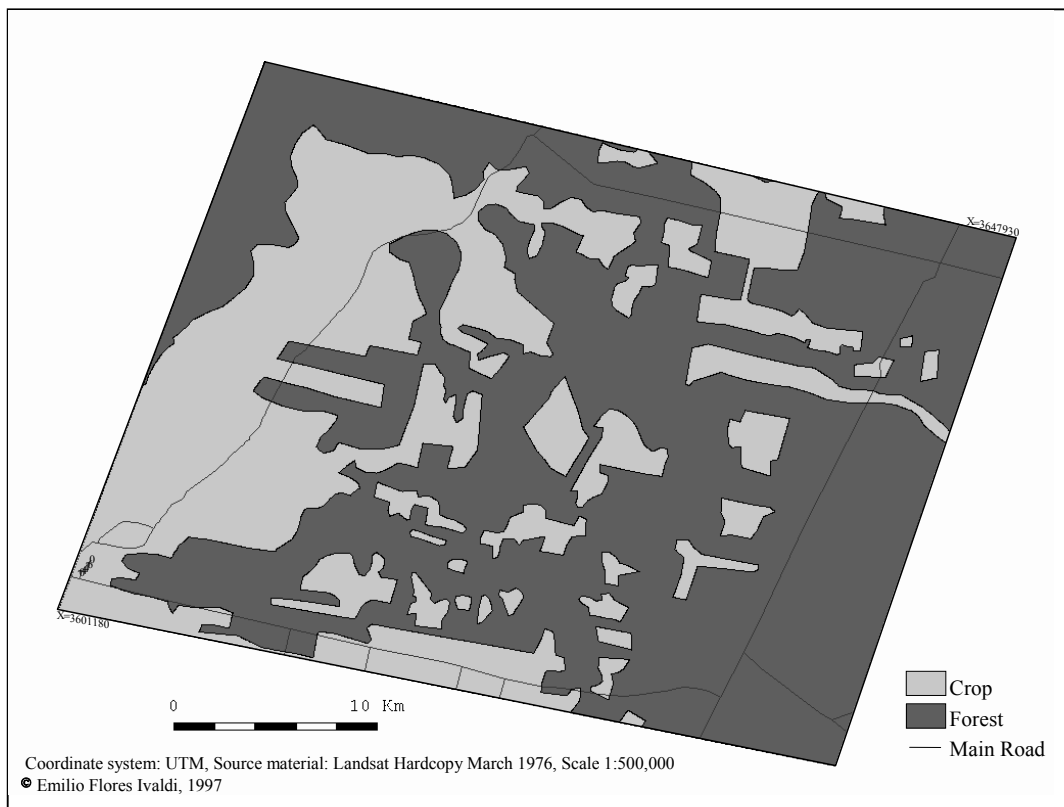 X=3647930
X=3601180
0 10 Km
Crop
Forest
Main Road
Coordinate system: UTM, Source material: Landsat Hardcopy March 1976, Scale 1:500,000
© Emilio Flores Ivaldi, 1997